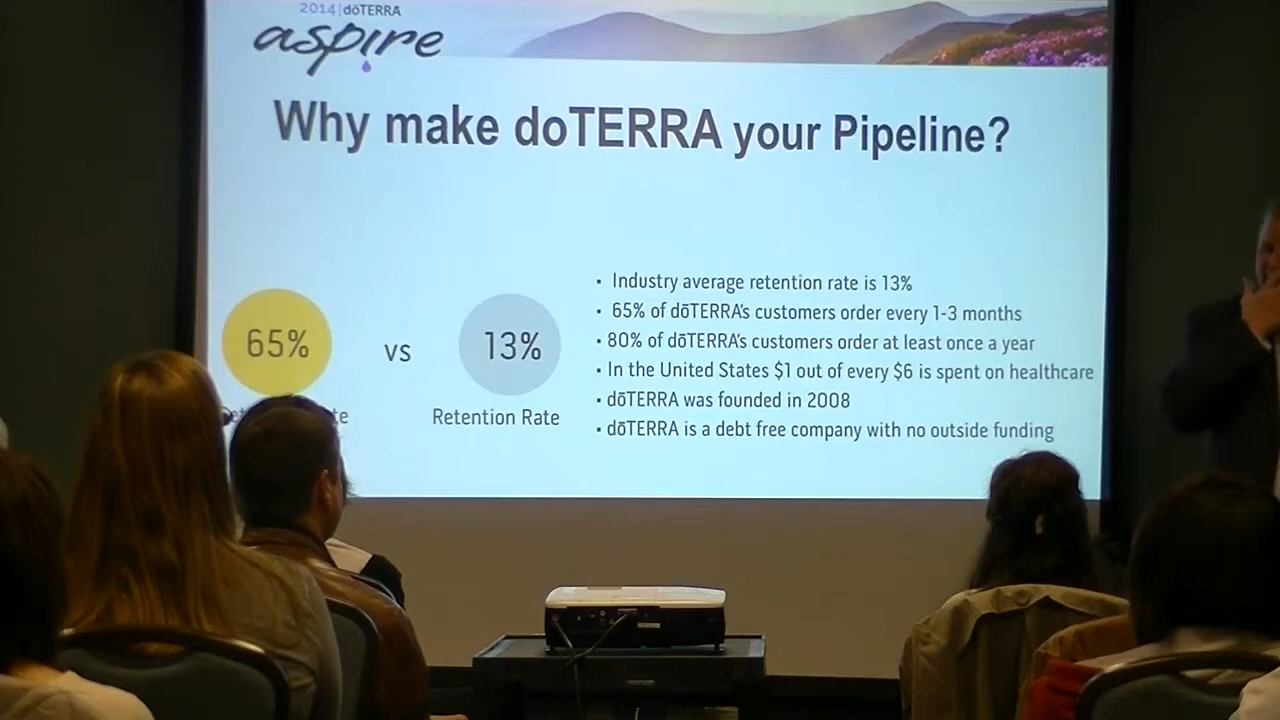 2014 | dōTERRA
aspire
Why make doTERRA your Pipeline?
• Industry average retention rate is 13%
• 65% of dōTERRA's customers order every 1-3 months
• 80% of dōTERRA's customers order at least once a year
• In the United States $1 out of every $6 is spent on healthcare
• dōTERRA was founded in 2008
• dōTERRA is a debt free company with no outside funding
65%
vs
13%
Retention Rate